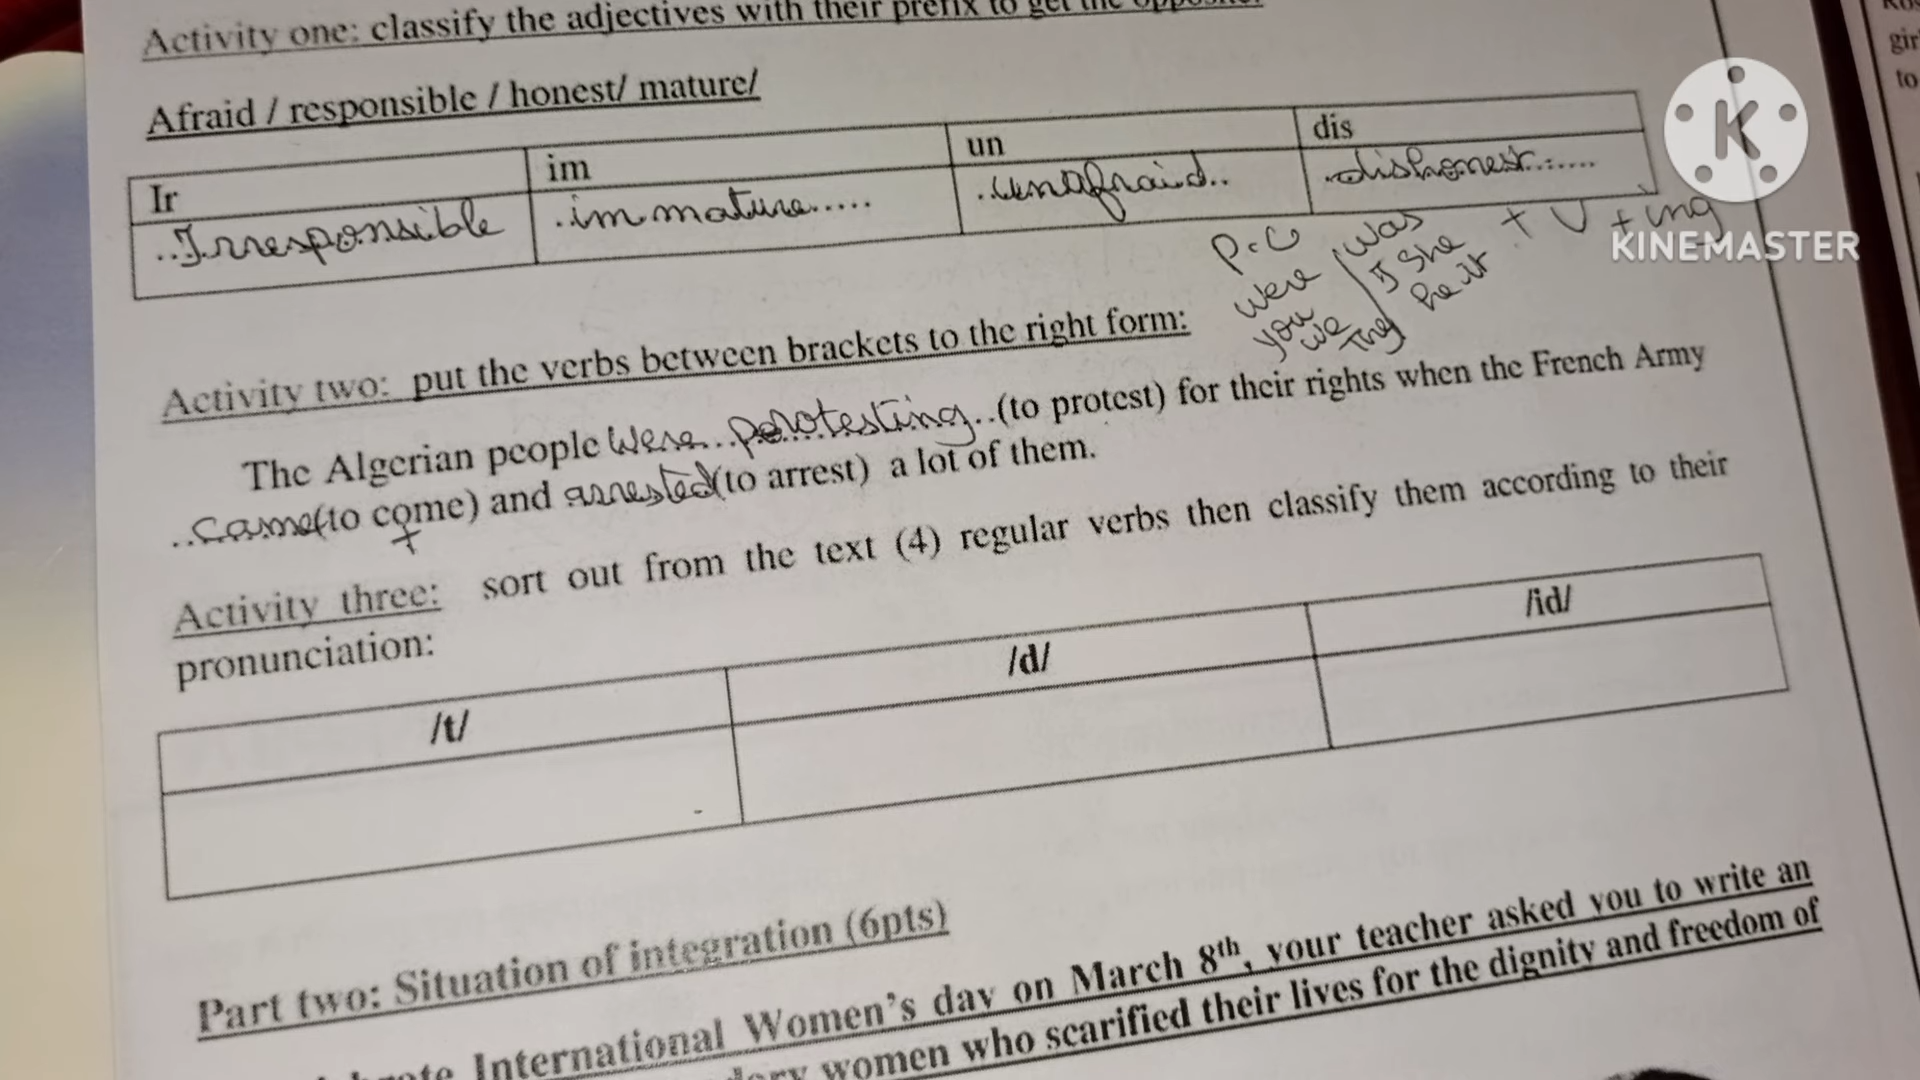 Activity one: classify the adjectives with their prefix to get the opposite:
Afraid / responsible / honest/ mature/
Ir im un dis
..Irresponsible .immature..... ..unafraid.. .dishonest.......
P.C
were / was + V + ing
you I she
we he it
They
KINEMASTER
Activity two: put the verbs between brackets to the right form:
The Algerian people were...protesting..(to protest) for their rights when the French Army
..came(to come) and arrested(to arrest) a lot of them.
Activity three: sort out from the text (4) regular verbs then classify them according to their
pronunciation:
/t/ /d/ /id/
Part two: Situation of integration (6pts)
International Women's day on March 8th, your teacher asked you to write an
women who scarified their lives for the dignity and freedom of
gir
to